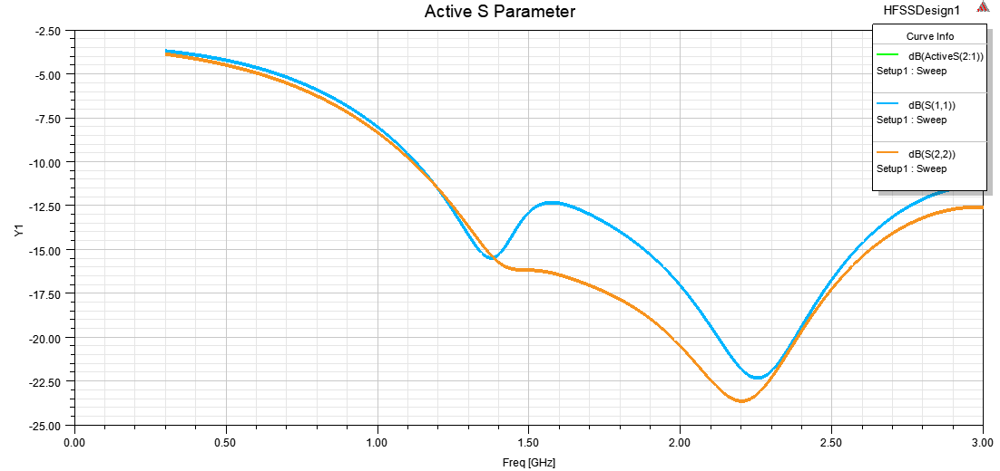 Active S Parameter
HFSSDesign1
Curve Info
dB(ActiveS(2:1))
Setup1 : Sweep
dB(S(1,1))
Setup1 : Sweep
dB(S(2,2))
Setup1 : Sweep
Y1
-2.50
-5.00
-7.50
-10.00
-12.50
-15.00
-17.50
-20.00
-22.50
-25.00
0.00 0.50 1.00 1.50 2.00 2.50 3.00
Freq [GHz]